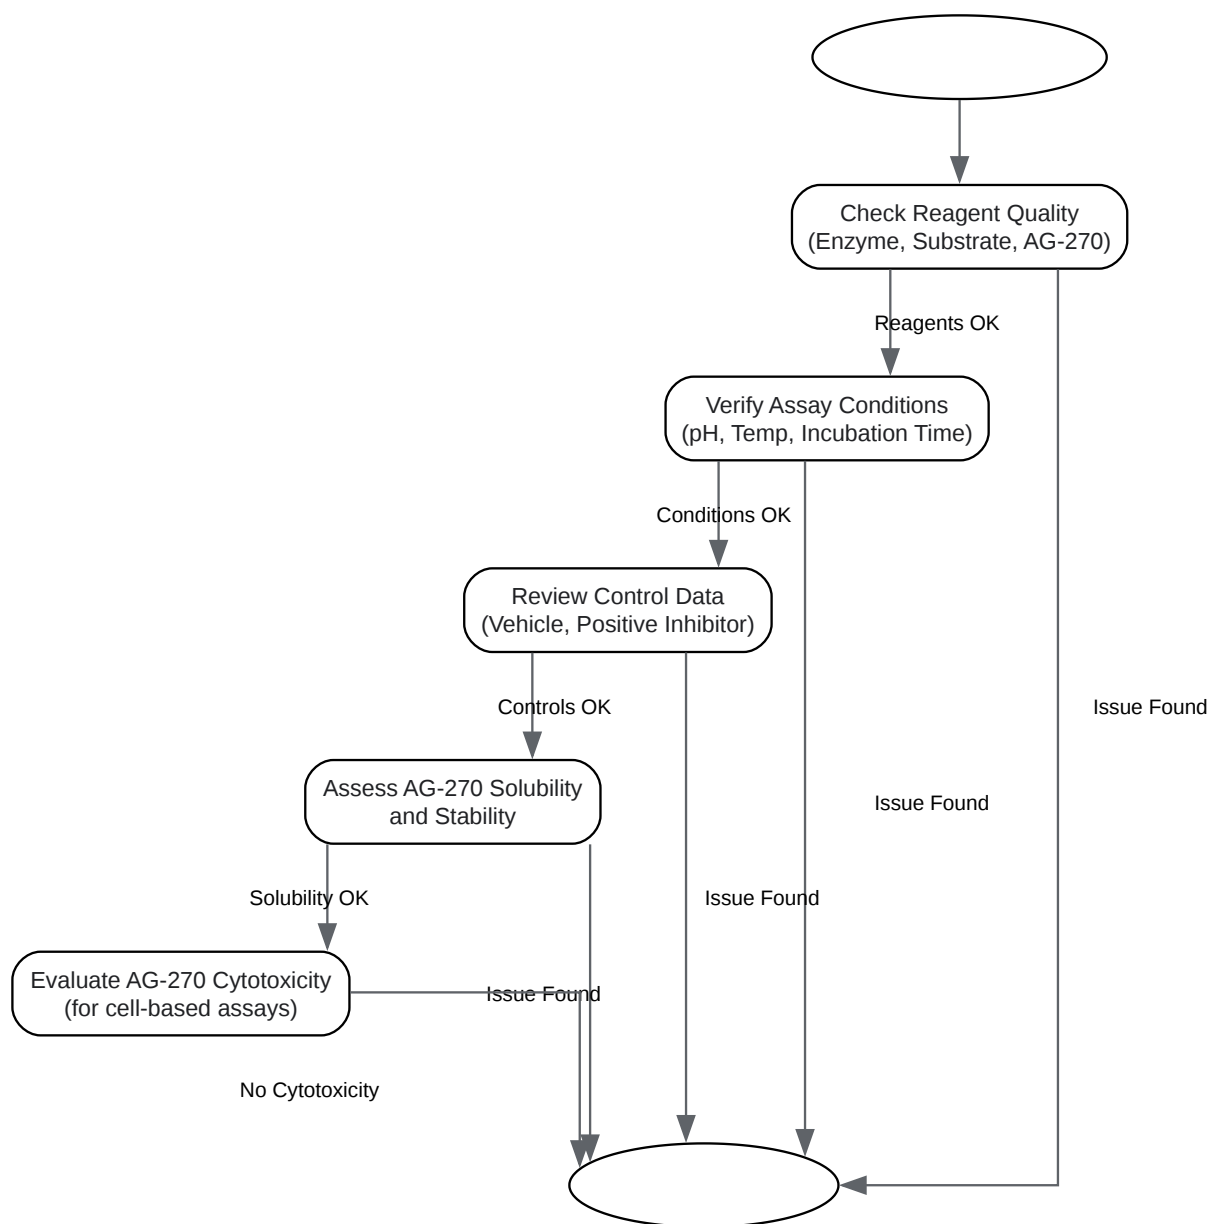 Check Reagent Quality
(Enzyme, Substrate, AG-270)
Reagents OK
Verify Assay Conditions
(pH, Temp, Incubation Time)
Conditions OK
Review Control Data
(Vehicle, Positive Inhibitor)
Controls OK
Issue Found
Assess AG-270 Solubility
and Stability
Issue Found
Solubility OK
Issue Found
Evaluate AG-270 Cytotoxicity
(for cell-based assays)
Issue Found
No Cytotoxicity